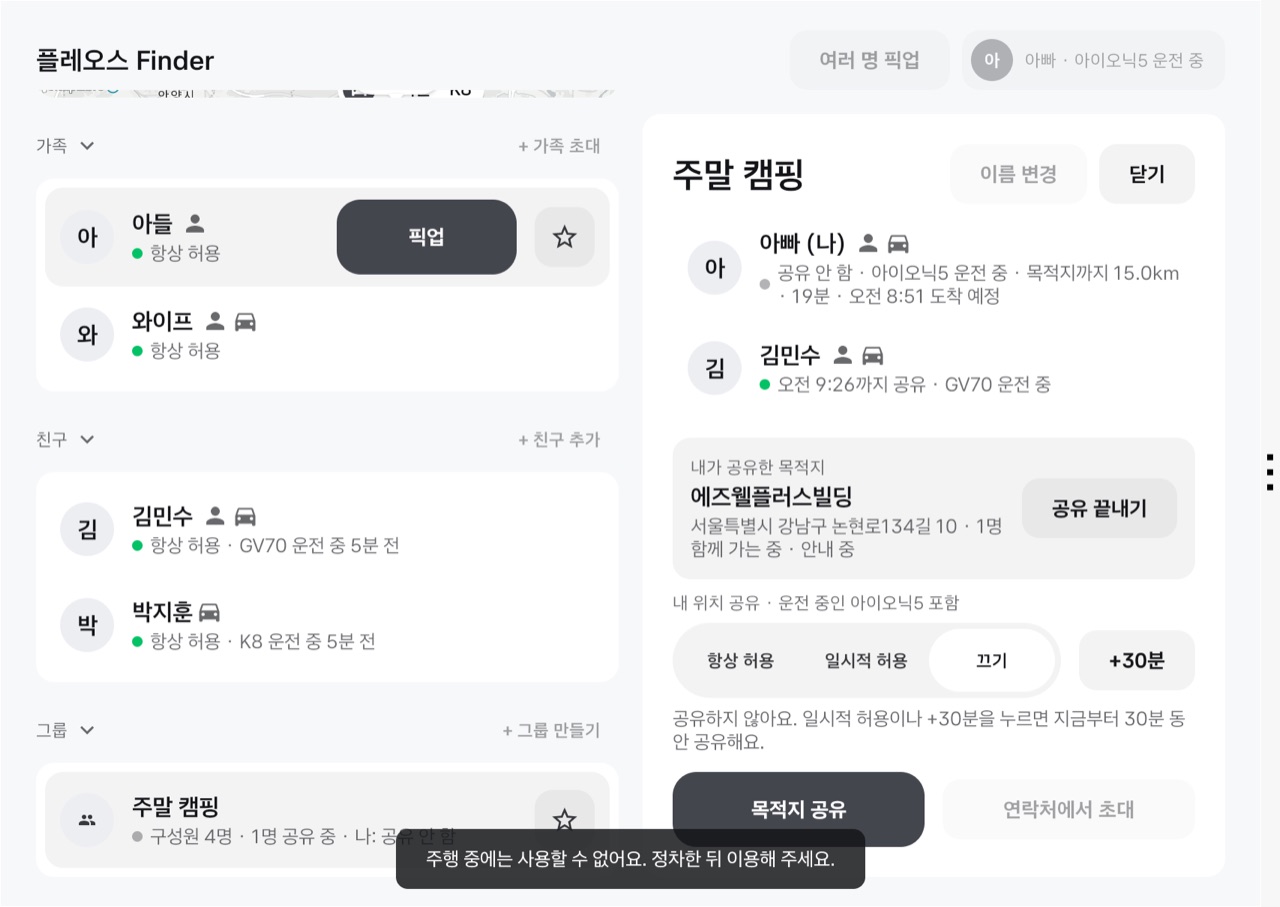 플레오스 Finder
여러 명 픽업
아 아빠 · 아이오닉5 운전 중
안양시
K8
가족
+ 가족 초대
아 아들
항상 허용
픽업
와 와이프
항상 허용
친구
+ 친구 추가
김 김민수
항상 허용 · GV70 운전 중 5분 전
박 박지훈
항상 허용 · K8 운전 중 5분 전
그룹
+ 그룹 만들기
주말 캠핑
구성원 4명 · 1명 공유 중 · 나: 공유 안 함
주말 캠핑
이름 변경
닫기
아 아빠 (나)
공유 안 함 · 아이오닉5 운전 중 · 목적지까지 15.0km
· 19분 · 오전 8:51 도착 예정
김 김민수
오전 9:26까지 공유 · GV70 운전 중
내가 공유한 목적지
에즈웰플러스빌딩
서울특별시 강남구 논현로134길 10 · 1명
함께 가는 중 · 안내 중
공유 끝내기
내 위치 공유 · 운전 중인 아이오닉5 포함
항상 허용
일시적 허용
끄기
+30분
공유하지 않아요. 일시적 허용이나 +30분을 누르면 지금부터 30분 동
안 공유해요.
목적지 공유
연락처에서 초대
주행 중에는 사용할 수 없어요. 정차한 뒤 이용해 주세요.